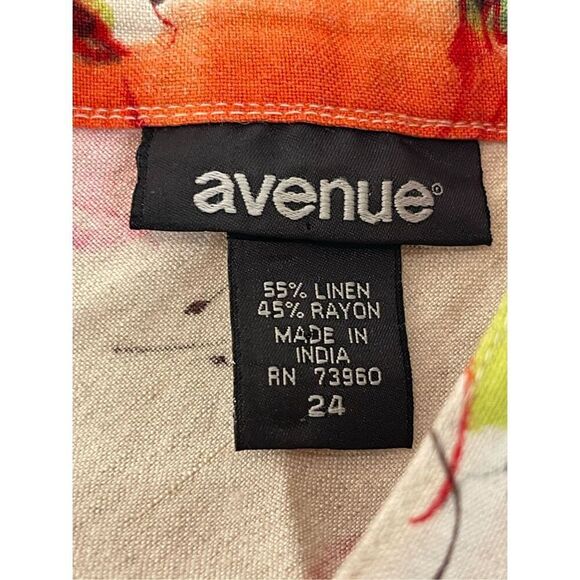 avenue®
55% LINEN
45% RAYON
MADE IN
INDIA
RN 73960
24